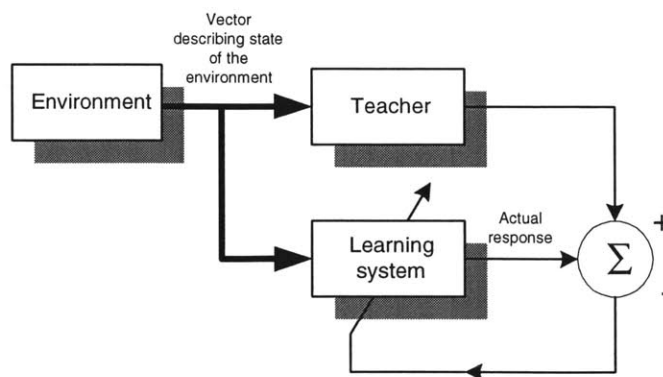 Vector
describing state
of the
environment
Environment
Teacher
Learning
system
Actual
response
+
Σ
-